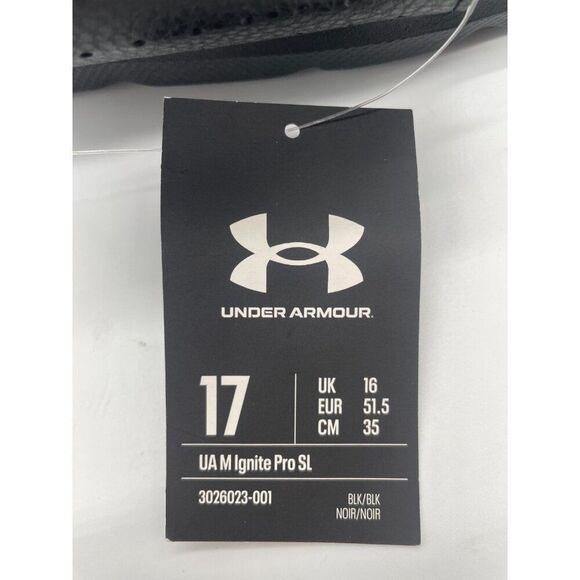 UNDER ARMOUR.
17
UK 16
EUR 51.5
CM 35
UA M Ignite Pro SL
3026023-001
BLK/BLK
NOIR/NOIR